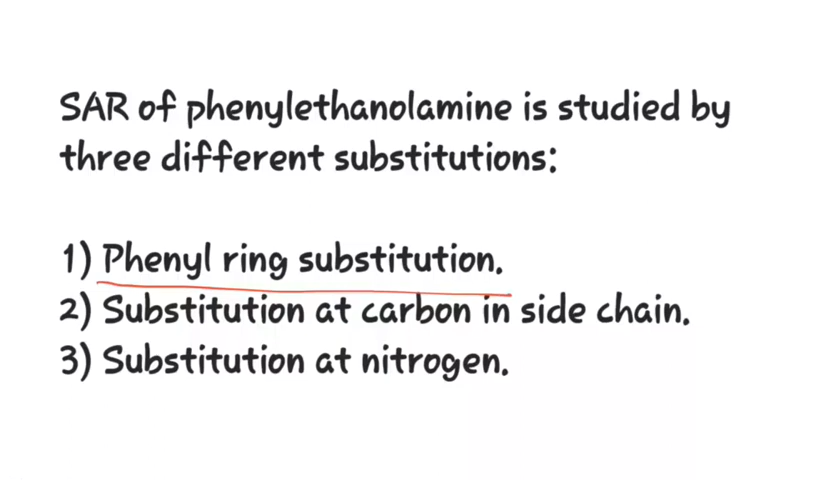 SAR of phenylethanolamine is studied by
three different substitutions:
1) Phenyl ring substitution.
2) Substitution at carbon in side chain.
3) Substitution at nitrogen.